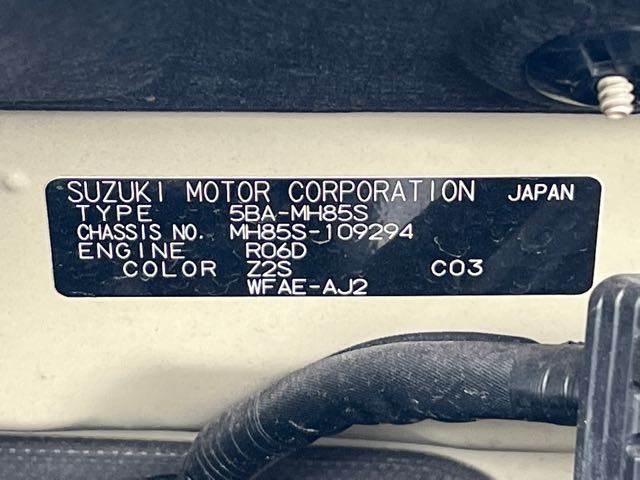 SUZUKI MOTOR CORPORATION JAPAN
TYPE 5BA-MH85S
CHASSIS NO. MH85S-109294
ENGINE R06D
COLOR Z2S C03
WFAE-AJ2